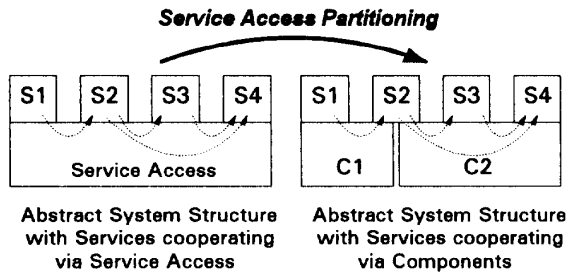 Service Access Partitioning
S1 S2 S3 S4
Service Access
Abstract System Structure
with Services cooperating
via Service Access
S1 S2 S3 S4
C1 C2
Abstract System Structure
with Services cooperating
via Components